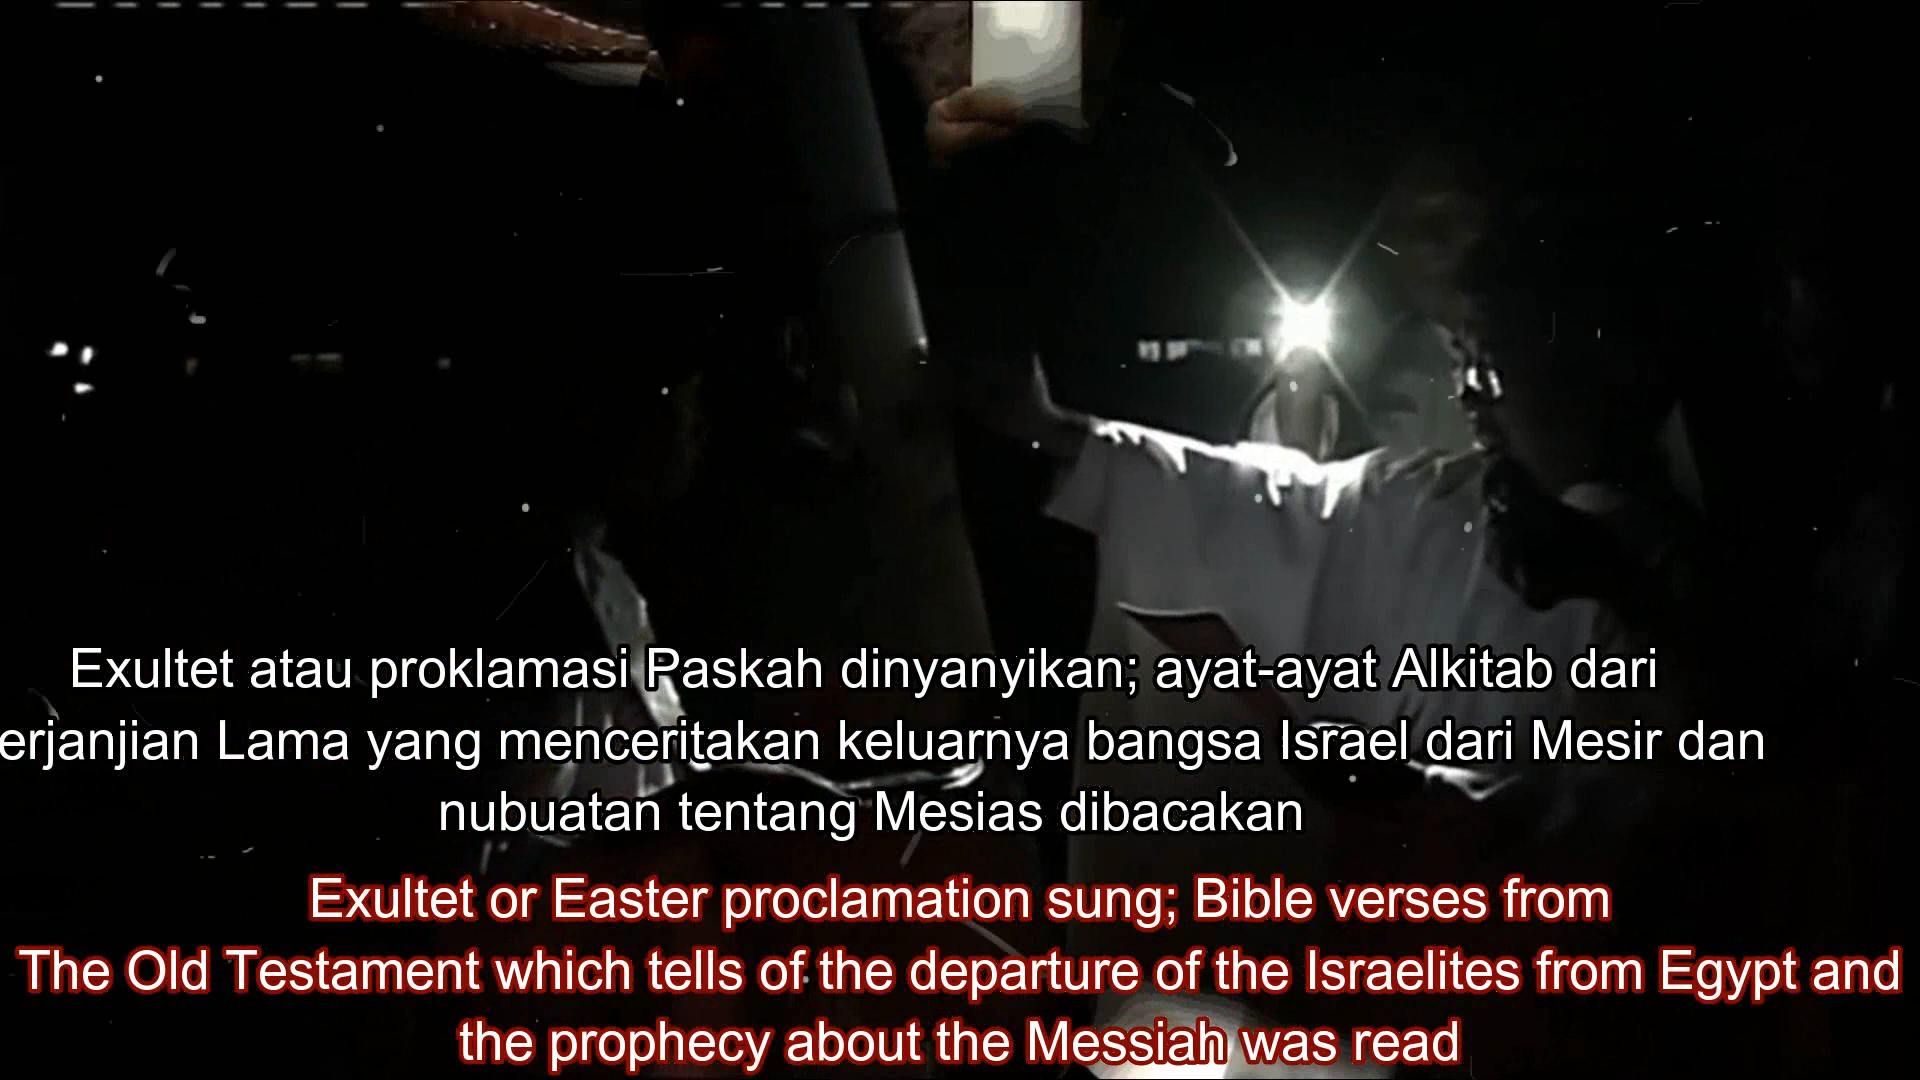 Exultet atau proklamasi Paskah dinyanyikan; ayat-ayat Alkitab dari
erjanjian Lama yang menceritakan keluarnya bangsa Israel dari Mesir dan
nubuatan tentang Mesias dibacakan
Exultet or Easter proclamation sung; Bible verses from
The Old Testament which tells of the departure of the Israelites from Egypt and
the prophecy about the Messiah was read